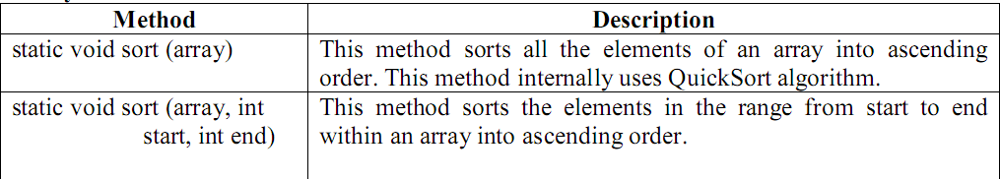 Method Description
static void sort (array) This method sorts all the elements of an array into ascending
order. This method internally uses QuickSort algorithm.
static void sort (array, int This method sorts the elements in the range from start to end
start, int end) within an array into ascending order.